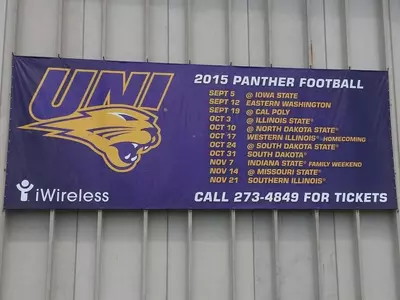 UNI
2015 PANTHER FOOTBALL
SEPT 5 @ IOWA STATE
SEPT 12 EASTERN WASHINGTON
SEPT 19 @ CAL POLY
OCT 3 @ ILLINOIS STATE*
OCT 10 @ NORTH DAKOTA STATE*
OCT 17 WESTERN ILLINOIS* HOMECOMING
OCT 24 @ SOUTH DAKOTA STATE*
OCT 31 SOUTH DAKOTA*
NOV 7 INDIANA STATE* FAMILY WEEKEND
NOV 14 @ MISSOURI STATE*
NOV 21 SOUTHERN ILLINOIS*
iWireless
CALL 273-4849 FOR TICKETS